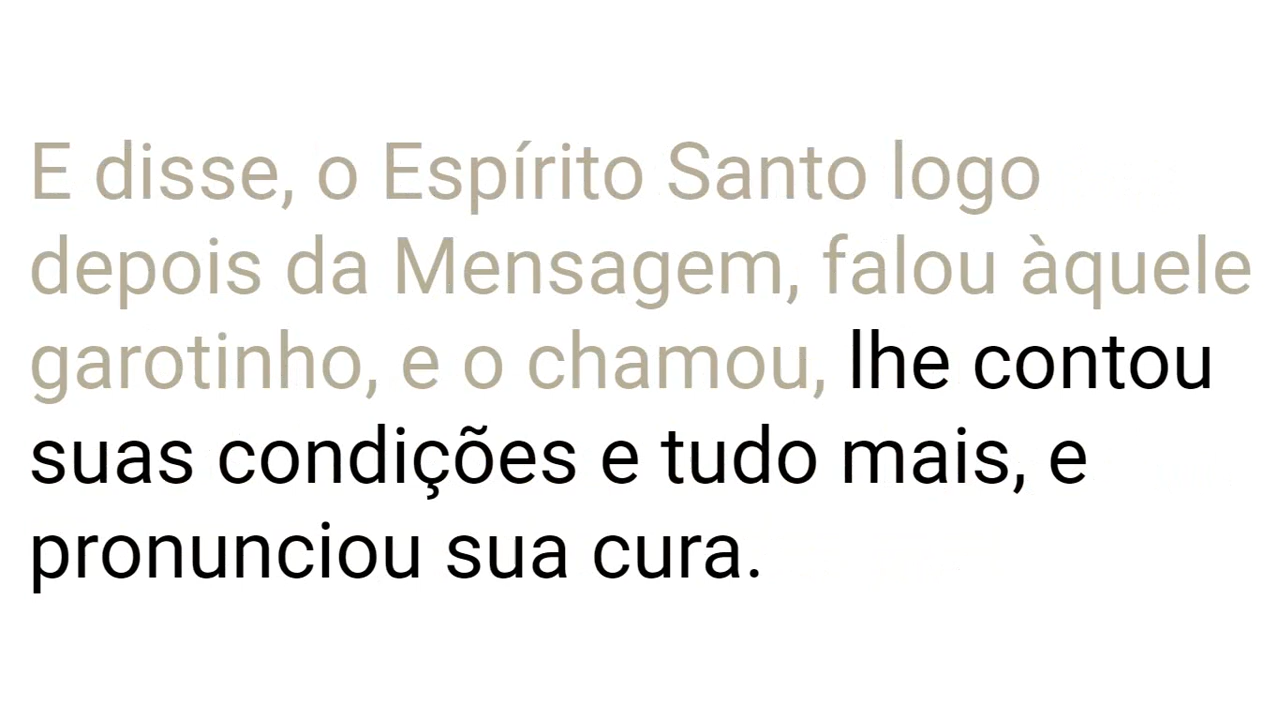 E disse, o Espírito Santo logo
depois da Mensagem, falou àquele
garotinho, e o chamou, lhe contou
suas condições e tudo mais, e
pronunciou sua cura.